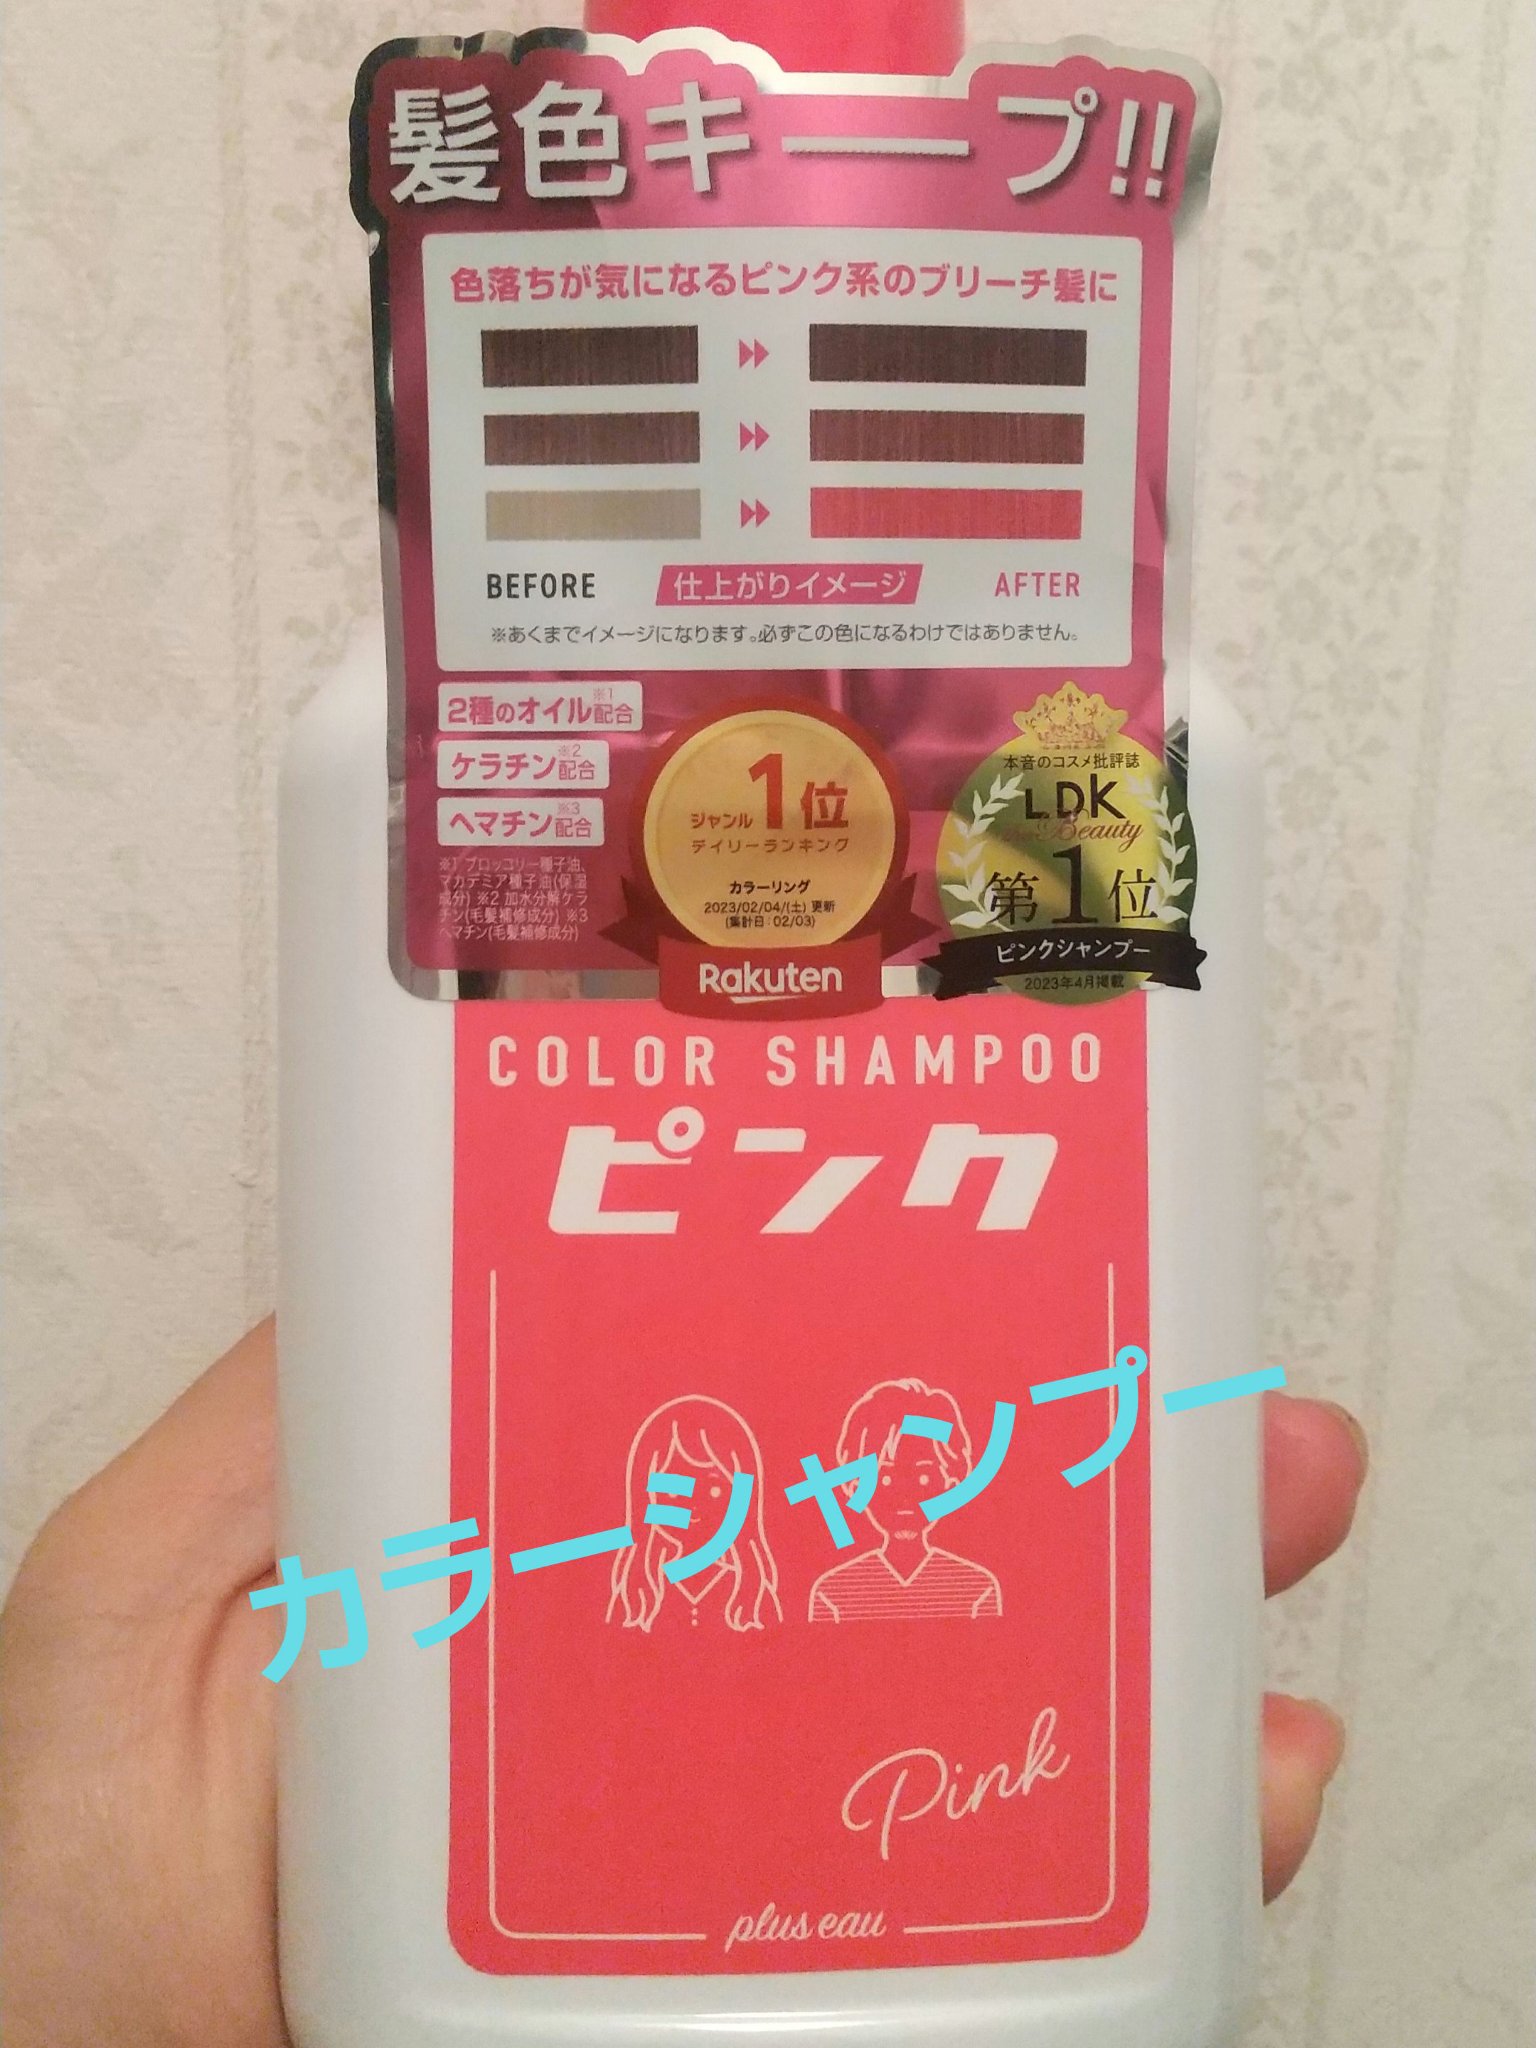 髪色キープ!!
色落ちが気になるピンク系のブリーチ髪に
BEFORE 仕上がりイメージ AFTER
※あくまでイメージになります。必ずこの色になるわけではありません。
2種のオイル※1配合
ケラチン※2配合
ヘマチン※3配合
※1 ブロッコリー種子油、
マカデミア種子油(保湿
成分) ※2 加水分解ケラ
チン(毛髪補修成分) ※3
ヘマチン(毛髪補修成分)
ジャンル1位
デイリーランキング
カラーリング
2023/02/04/(土) 更新
(集計日:02/03)
Rakuten
本音のコスメ批評誌
LDK
the Beauty
第1位
ピンクシャンプー
2023年4月掲載
COLOR SHAMPOO
ピンク
カラーシャンプー
Pink
plus eau